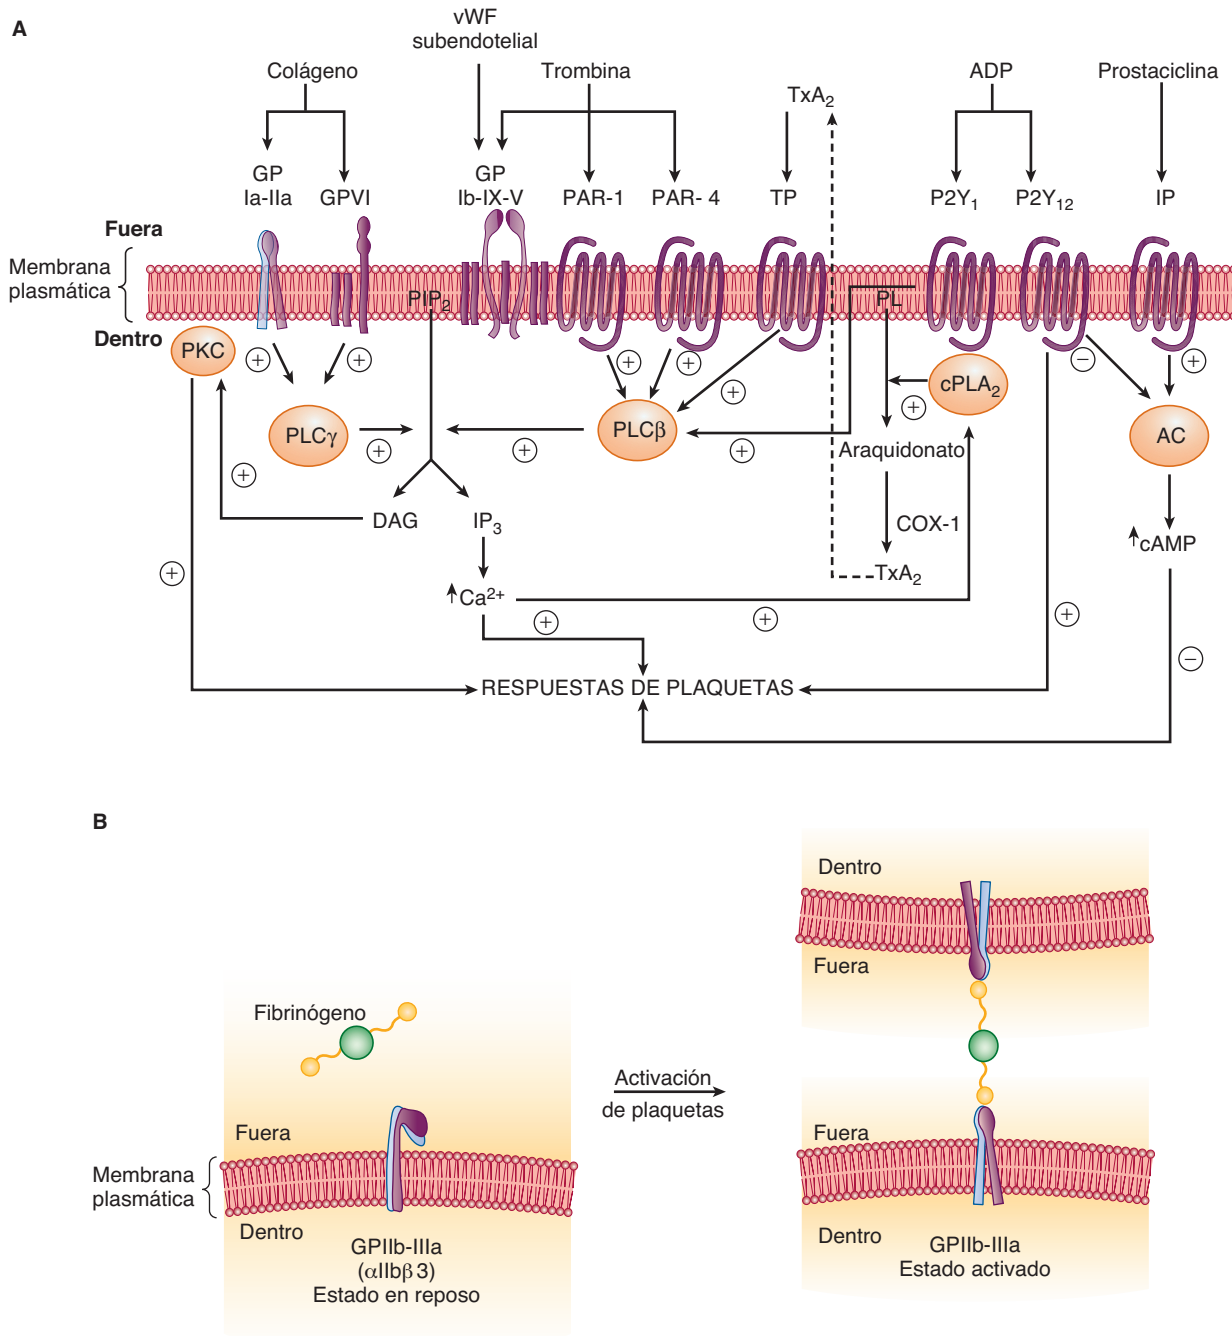 A
vWF
subendotelial
Colágeno
Trombina
TxA₂
ADP
Prostaciclina
GP
Ia-IIa
GPVI
GP
Ib-IX-V
PAR-1
PAR- 4
TP
P2Y₁
P2Y₁₂
IP
Fuera
Membrana
plasmática
PIP₂
PL
Dentro
PKC
+
+
+
+
+
−
+
cPLA₂
+
PLCγ
+
+
PLCβ
+
Araquidonato
AC
+
DAG
IP₃
COX-1
cAMP
+
Ca²⁺
TxA₂
+
+
+
−
RESPUESTAS DE PLAQUETAS
B
Dentro
Fuera
Fibrinógeno
Activación
de plaquetas
Fuera
Membrana
plasmática
Dentro
GPIIb-IIIa
(αIIbβ3)
Estado en reposo
Fuera
Dentro
GPIIb-IIIa
Estado activado